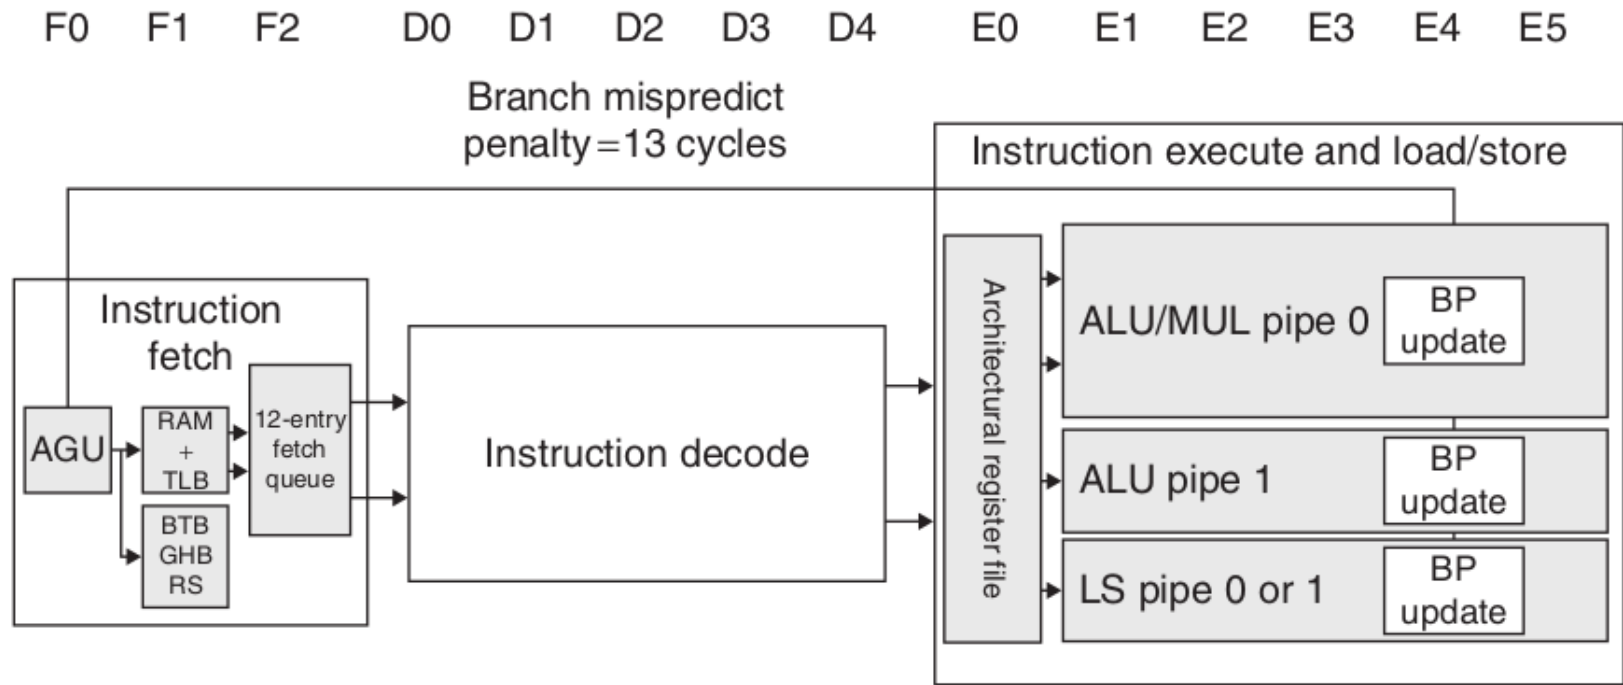 F0 F1 F2 D0 D1 D2 D3 D4 E0 E1 E2 E3 E4 E5
Branch mispredict
penalty=13 cycles
Instruction execute and load/store
Instruction
fetch
AGU
RAM
+
TLB
BTB
GHB
RS
12-entry
fetch
queue
Instruction decode
Architectural register file
ALU/MUL pipe 0
BP
update
ALU pipe 1
BP
update
LS pipe 0 or 1
BP
update